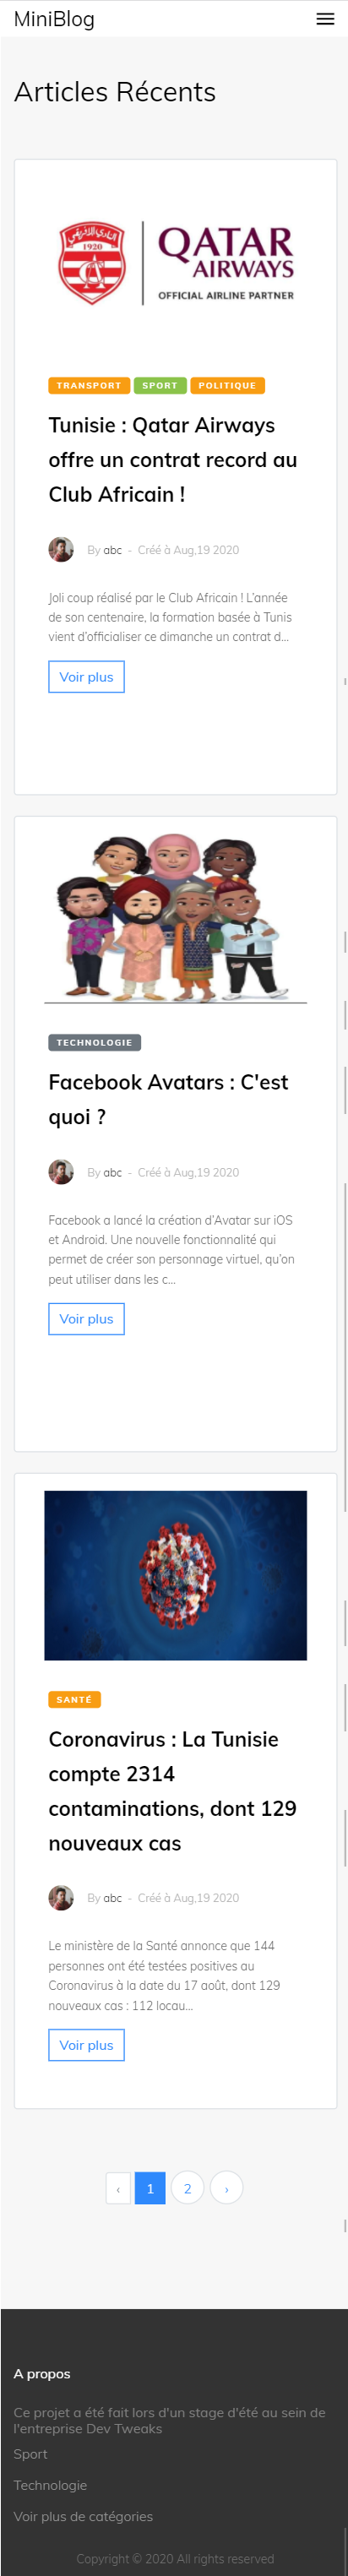 MiniBlog
Articles Récents
النادي الإفريقي
1920
QATAR
AIRWAYS
OFFICIAL AIRLINE PARTNER
TRANSPORT SPORT POLITIQUE
Tunisie : Qatar Airways
offre un contrat record au
Club Africain !
By abc - Créé à Aug,19 2020
Joli coup réalisé par le Club Africain ! L’année
de son centenaire, la formation basée à Tunis
vient d’officialiser ce dimanche un contrat d...
Voir plus
TECHNOLOGIE
Facebook Avatars : C'est
quoi ?
By abc - Créé à Aug,19 2020
Facebook a lancé la création d’Avatar sur iOS
et Android. Une nouvelle fonctionnalité qui
permet de créer son personnage virtuel, qu’on
peut utiliser dans les c...
Voir plus
SANTÉ
Coronavirus : La Tunisie
compte 2314
contaminations, dont 129
nouveaux cas
By abc - Créé à Aug,19 2020
Le ministère de la Santé annonce que 144
personnes ont été testées positives au
Coronavirus à la date du 17 août, dont 129
nouveaux cas : 112 locau...
Voir plus
‹ 1 2 ›
A propos
Ce projet a été fait lors d'un stage d'été au sein de
l'entreprise Dev Tweaks
Sport
Technologie
Voir plus de catégories
Copyright © 2020 All rights reserved